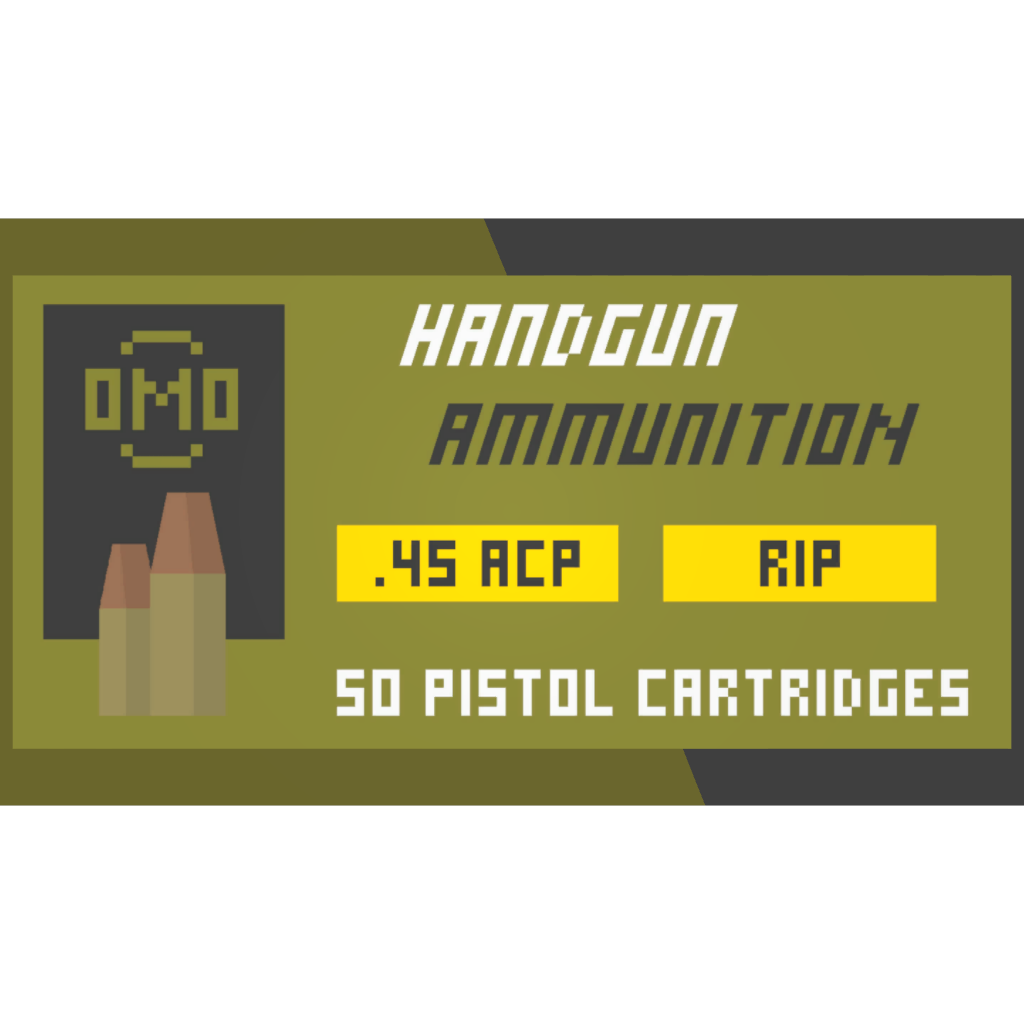 OMO
HANDGUN
AMMUNITION
.45 ACP
RIP
50 PISTOL CARTRIDGES